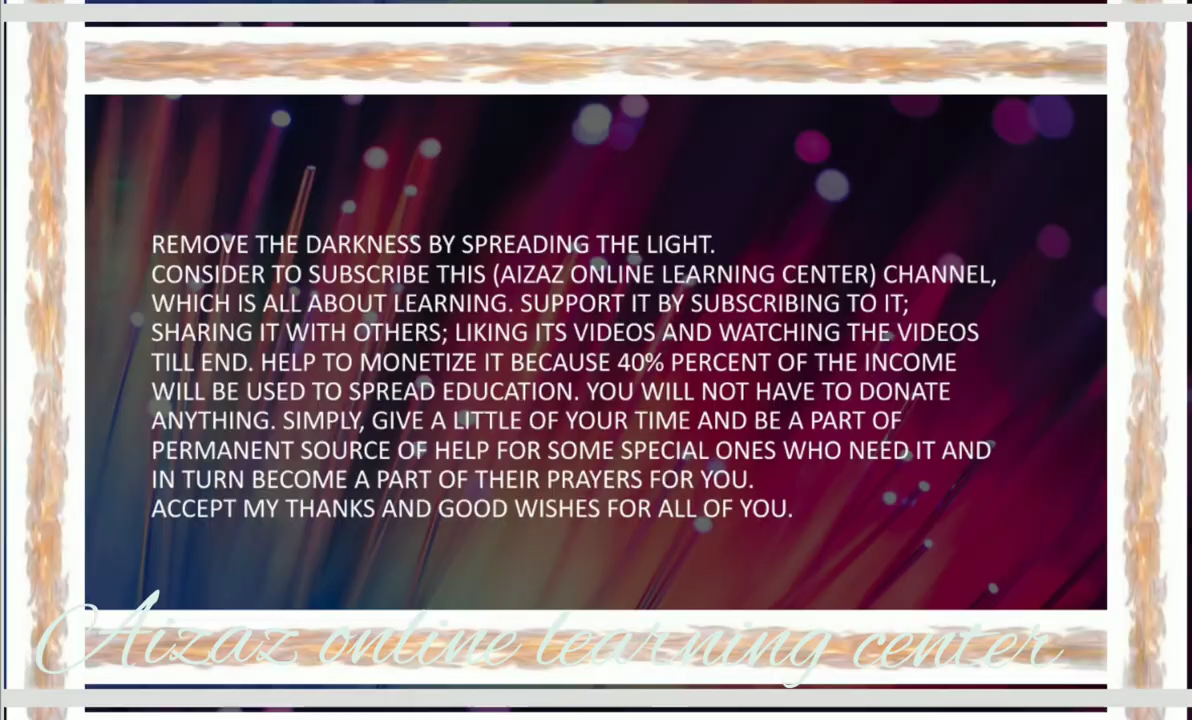 REMOVE THE DARKNESS BY SPREADING THE LIGHT.
CONSIDER TO SUBSCRIBE THIS (AIZAZ ONLINE LEARNING CENTER) CHANNEL,
WHICH IS ALL ABOUT LEARNING. SUPPORT IT BY SUBSCRIBING TO IT;
SHARING IT WITH OTHERS; LIKING ITS VIDEOS AND WATCHING THE VIDEOS
TILL END. HELP TO MONETIZE IT BECAUSE 40% PERCENT OF THE INCOME
WILL BE USED TO SPREAD EDUCATION. YOU WILL NOT HAVE TO DONATE
ANYTHING. SIMPLY, GIVE A LITTLE OF YOUR TIME AND BE A PART OF
PERMANENT SOURCE OF HELP FOR SOME SPECIAL ONES WHO NEED IT AND
IN TURN BECOME A PART OF THEIR PRAYERS FOR YOU.
ACCEPT MY THANKS AND GOOD WISHES FOR ALL OF YOU.
Aizaz online learning center